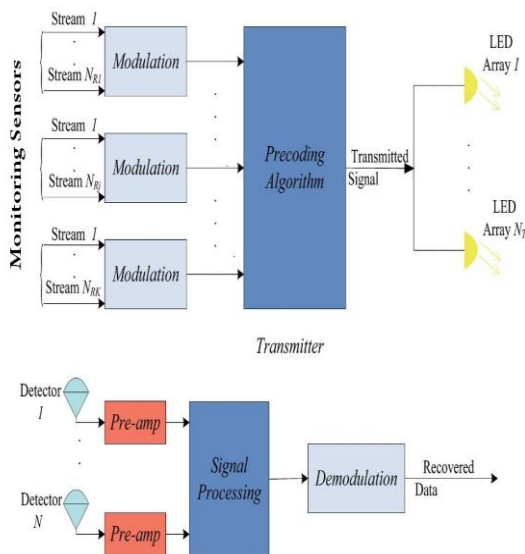 Monitoring Sensors
Stream 1
Stream N_R1
Modulation
Stream 1
Stream N_Rj
Modulation
Stream 1
Stream N_RK
Modulation
Precoding
Algorithm
Transmitted
Signal
LED
Array 1
LED
Array N_T
Transmitter
Detector
1
Pre-amp
Detector
N
Pre-amp
Signal
Processing
Demodulation
Recovered
Data